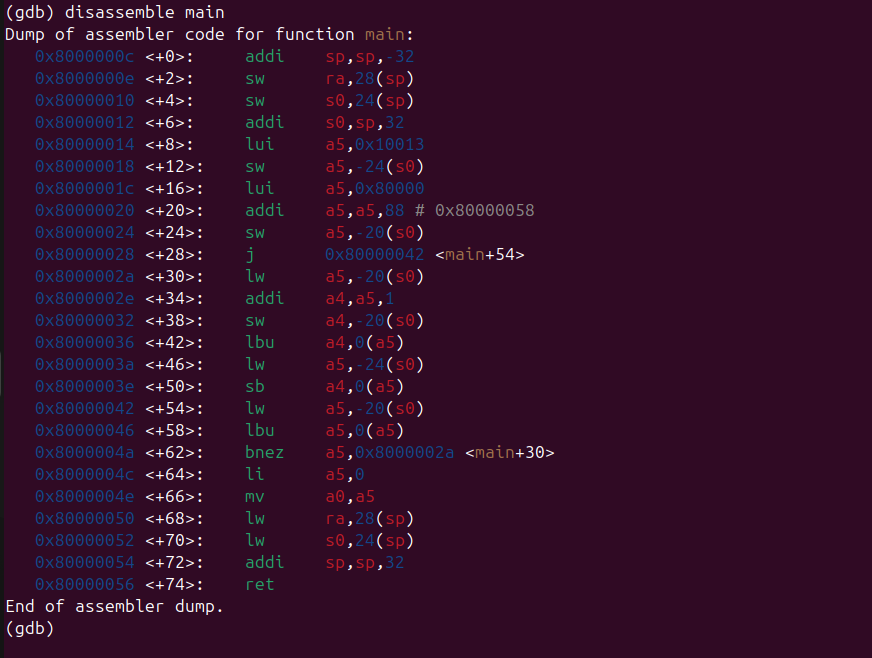 (gdb) disassemble main
Dump of assembler code for function main:
   0x8000000c <+0>:     addi    sp,sp,-32
   0x8000000e <+2>:     sw      ra,28(sp)
   0x80000010 <+4>:     sw      s0,24(sp)
   0x80000012 <+6>:     addi    s0,sp,32
   0x80000014 <+8>:     lui     a5,0x10013
   0x80000018 <+12>:    sw      a5,-24(s0)
   0x8000001c <+16>:    lui     a5,0x80000
   0x80000020 <+20>:    addi    a5,a5,88 # 0x80000058
   0x80000024 <+24>:    sw      a5,-20(s0)
   0x80000028 <+28>:    j       0x80000042 <main+54>
   0x8000002a <+30>:    lw      a5,-20(s0)
   0x8000002e <+34>:    addi    a4,a5,1
   0x80000032 <+38>:    sw      a4,-20(s0)
   0x80000036 <+42>:    lbu     a4,0(a5)
   0x8000003a <+46>:    lw      a5,-24(s0)
   0x8000003e <+50>:    sb      a4,0(a5)
   0x80000042 <+54>:    lw      a5,-20(s0)
   0x80000046 <+58>:    lbu     a5,0(a5)
   0x8000004a <+62>:    bnez    a5,0x8000002a <main+30>
   0x8000004c <+64>:    li      a5,0
   0x8000004e <+66>:    mv      a0,a5
   0x80000050 <+68>:    lw      ra,28(sp)
   0x80000052 <+70>:    lw      s0,24(sp)
   0x80000054 <+72>:    addi    sp,sp,32
   0x80000056 <+74>:    ret
End of assembler dump.
(gdb)